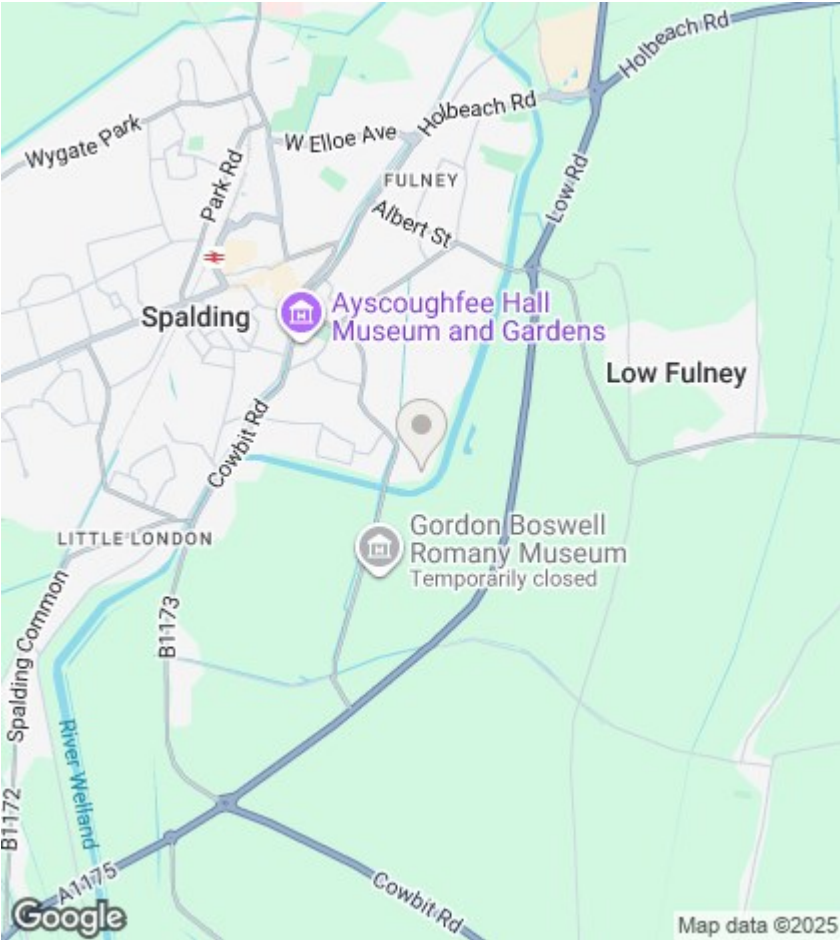 Holbeach Rd
Holbeach Rd
Wygate Park
W Elloe Ave
Park Rd
FULNEY
Low Rd
Albert St
Spalding
Ayscoughfee Hall
Museum and Gardens
Low Fulney
Cowbit Rd
LITTLE LONDON
Gordon Boswell
Romany Museum
Temporarily closed
Spalding Common
B1173
River Welland
B1172
A1175
Cowbit Rd
Google
Map data ©2025